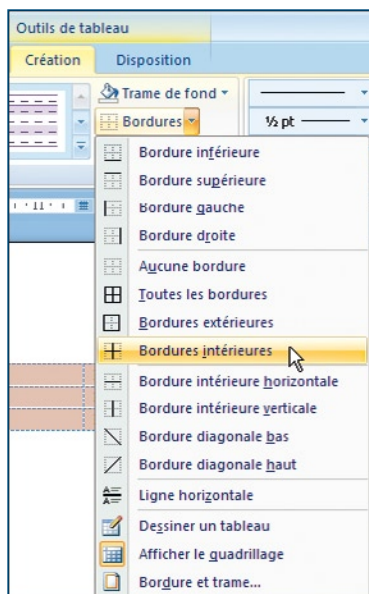 Outils de tableau
Création Disposition
Trame de fond
Bordures ½ pt
Bordure inférieure
Bordure supérieure
Bordure gauche
Bordure droite
Aucune bordure
Toutes les bordures
Bordures extérieures
Bordures intérieures
Bordure intérieure horizontale
Bordure intérieure verticale
Bordure diagonale bas
Bordure diagonale haut
Ligne horizontale
Dessiner un tableau
Afficher le quadrillage
Bordure et trame...
11